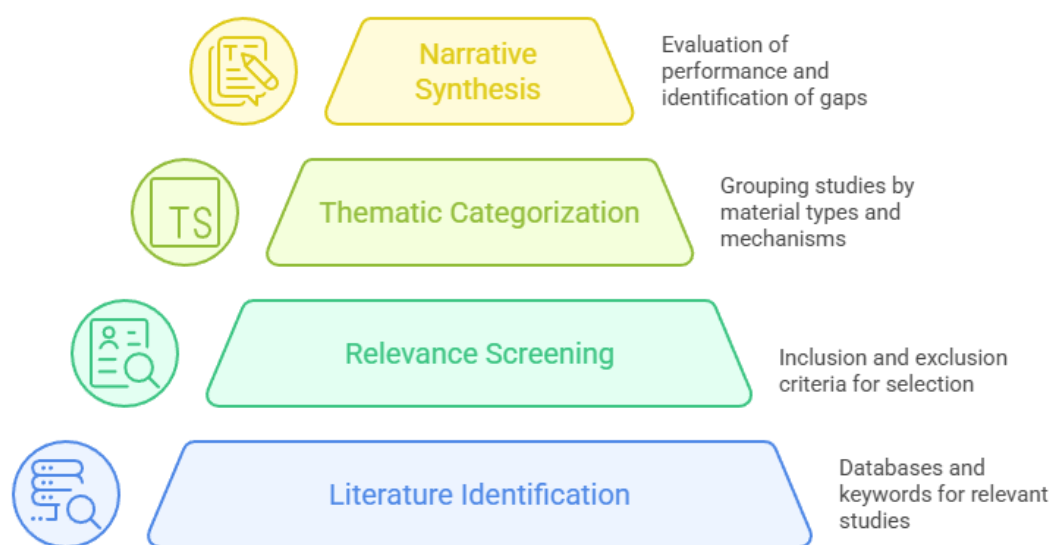 Narrative
Synthesis
Evaluation of
performance and
identification of gaps
TS
Thematic Categorization
Grouping studies by
material types and
mechanisms
Relevance Screening
Inclusion and exclusion
criteria for selection
Literature Identification
Databases and
keywords for relevant
studies